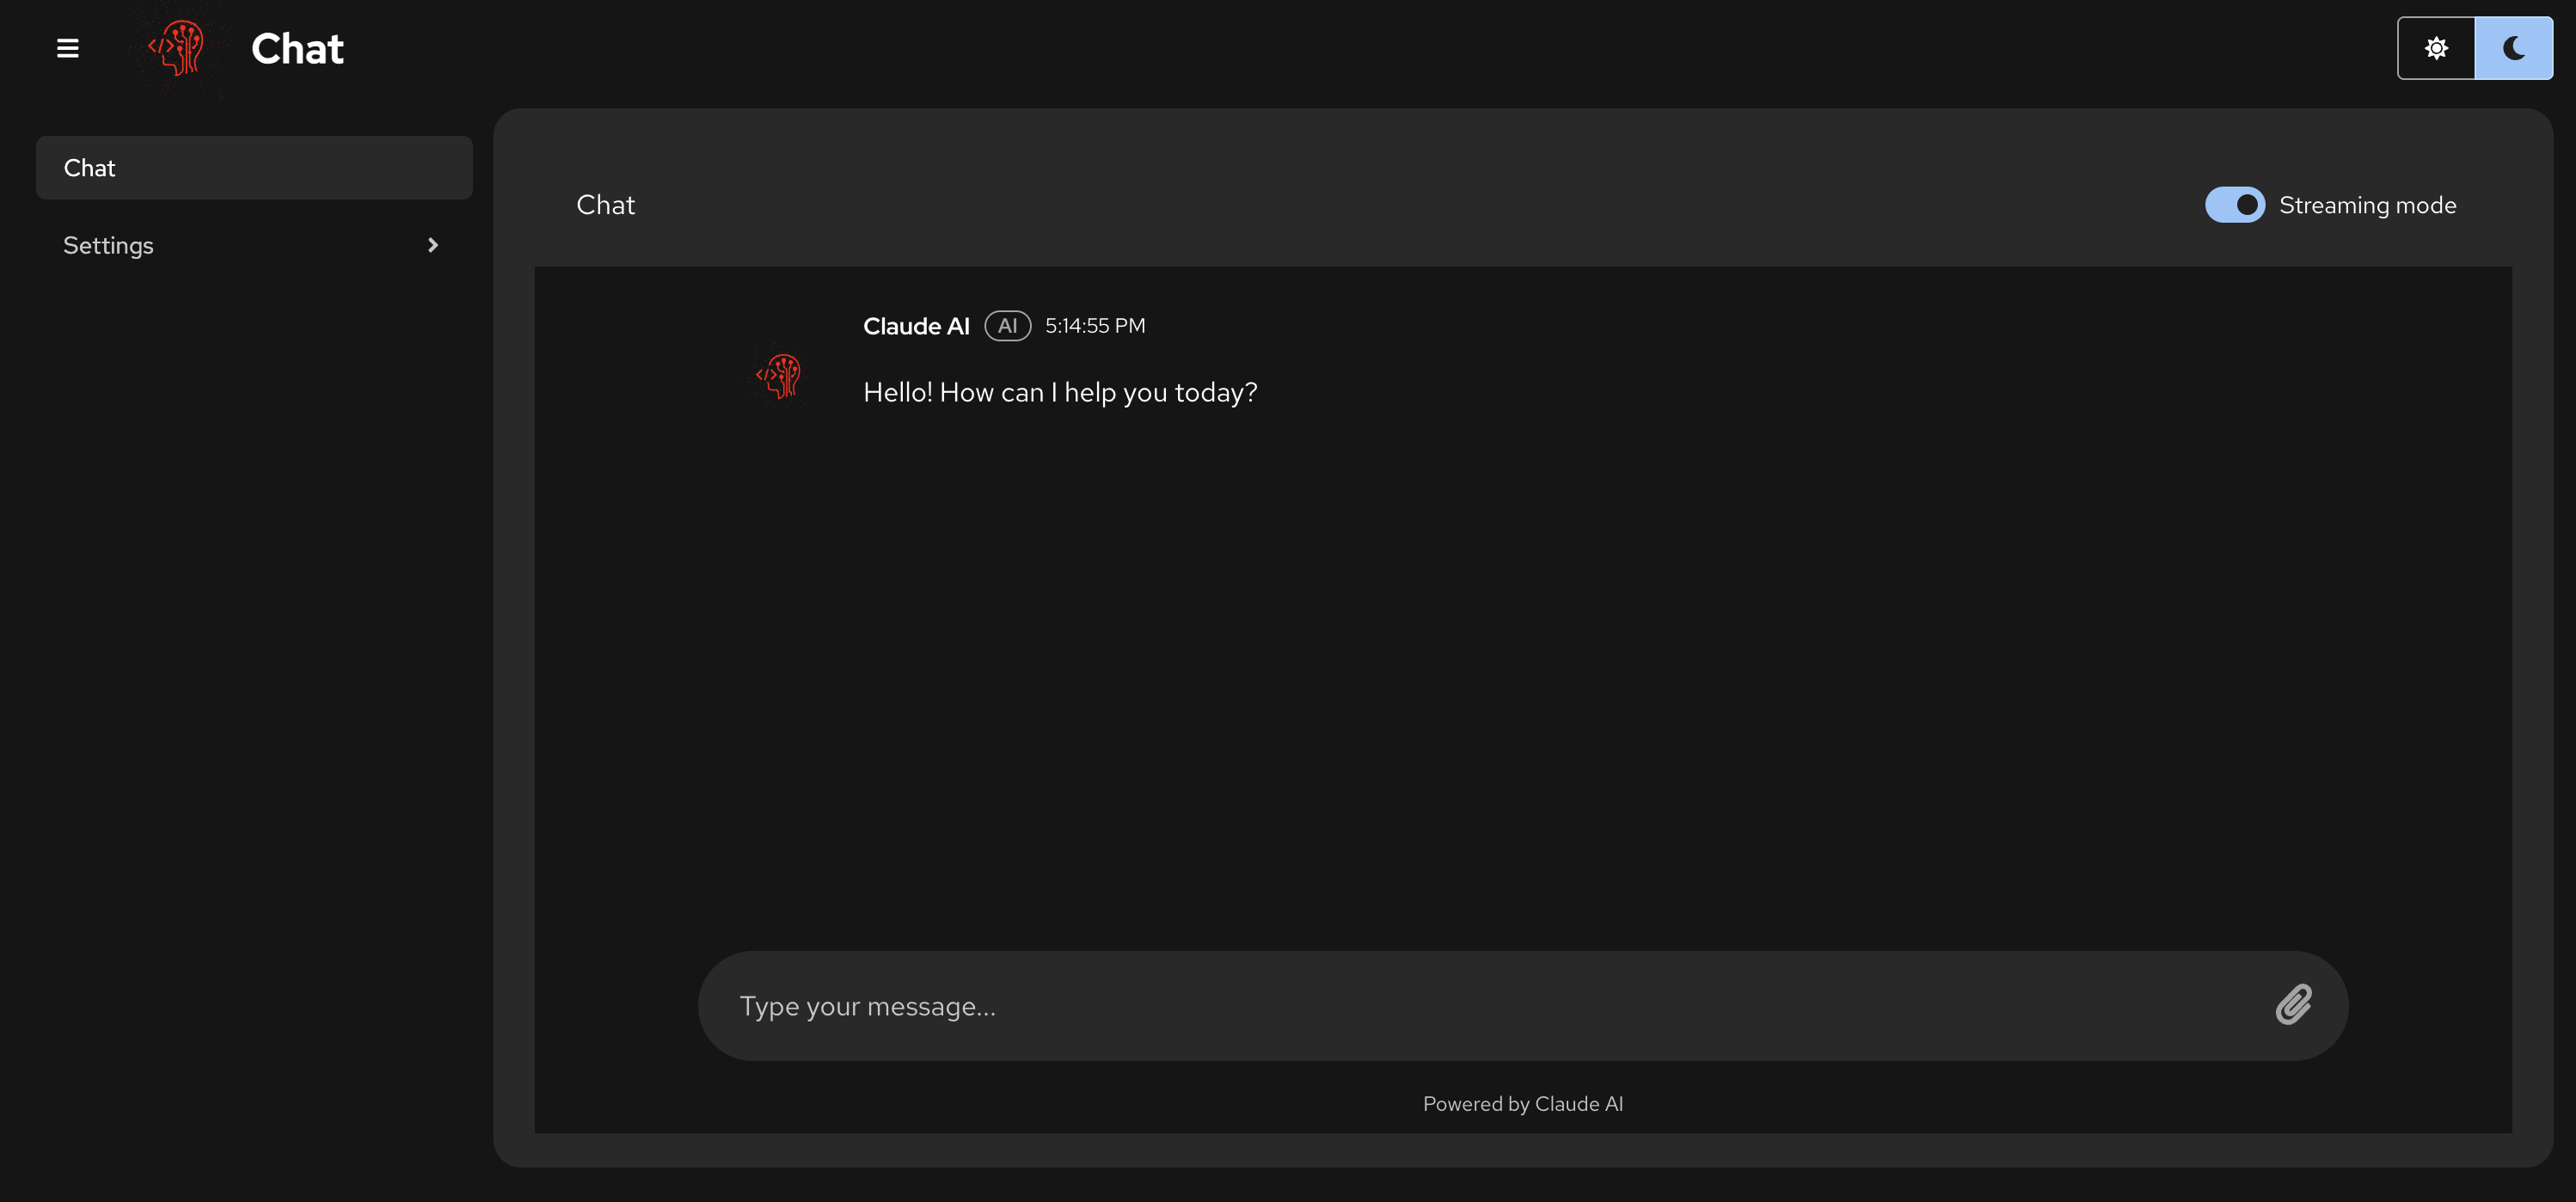 Chat
Chat
Settings
Chat
Streaming mode
Claude AI AI 5:14:55 PM
Hello! How can I help you today?
Type your message...
Powered by Claude AI